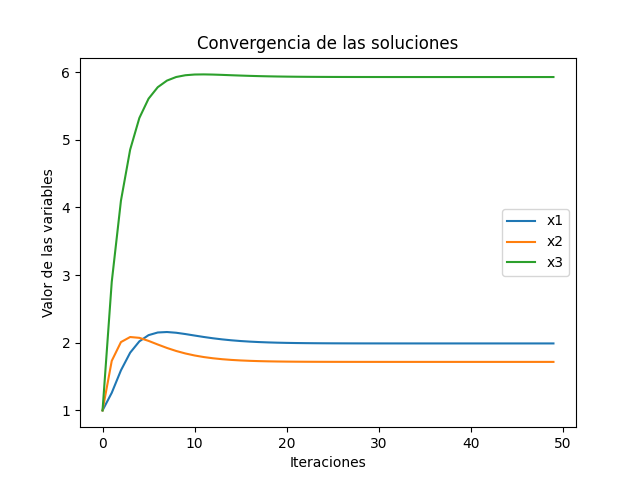 Convergencia de las soluciones
Valor de las variables
6
5
4
3
2
1
x1
x2
x3
0 10 20 30 40 50
Iteraciones